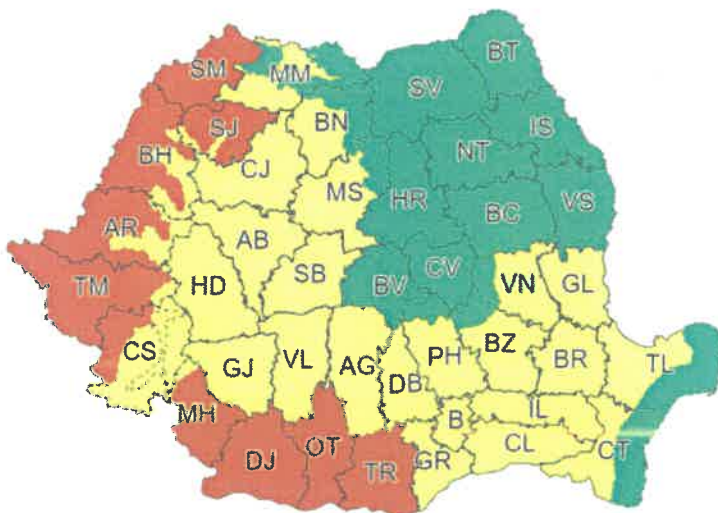 BT
SM
MM
SV
SJ
BN
IS
BH
CJ
NT
MS
HR
BC
VS
AR
AB
TM
HD
SB
BV
CV
VN
GL
CS
GJ
VL
AG
DB
PH
BZ
BR
TL
MH
B
IL
DJ
OT
TR
GR
CL
CT